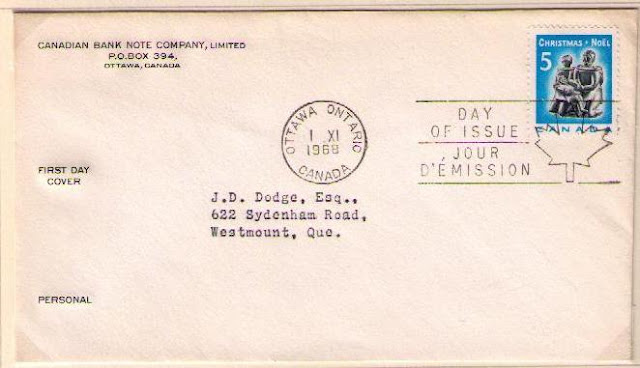 CANADIAN BANK NOTE COMPANY, LIMITED
P.O.BOX 394,
OTTAWA, CANADA
CHRISTMAS • NOËL
5
CANADA
OTTAWA ONTARIO
1 XI
1968
CANADA
DAY
OF ISSUE
JOUR
D'ÉMISSION
FIRST DAY
COVER
J.D. Dodge, Esq.,
622 Sydenham Road,
Westmount, Que.
PERSONAL